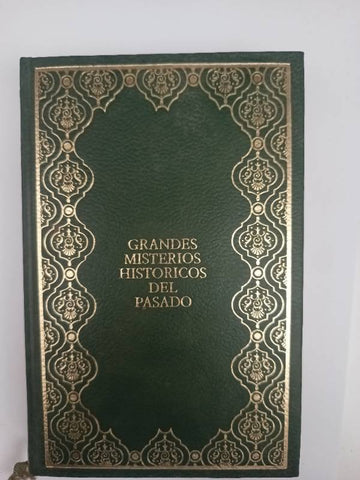 GRANDES
MISTERIOS
HISTORICOS
DEL
PASADO